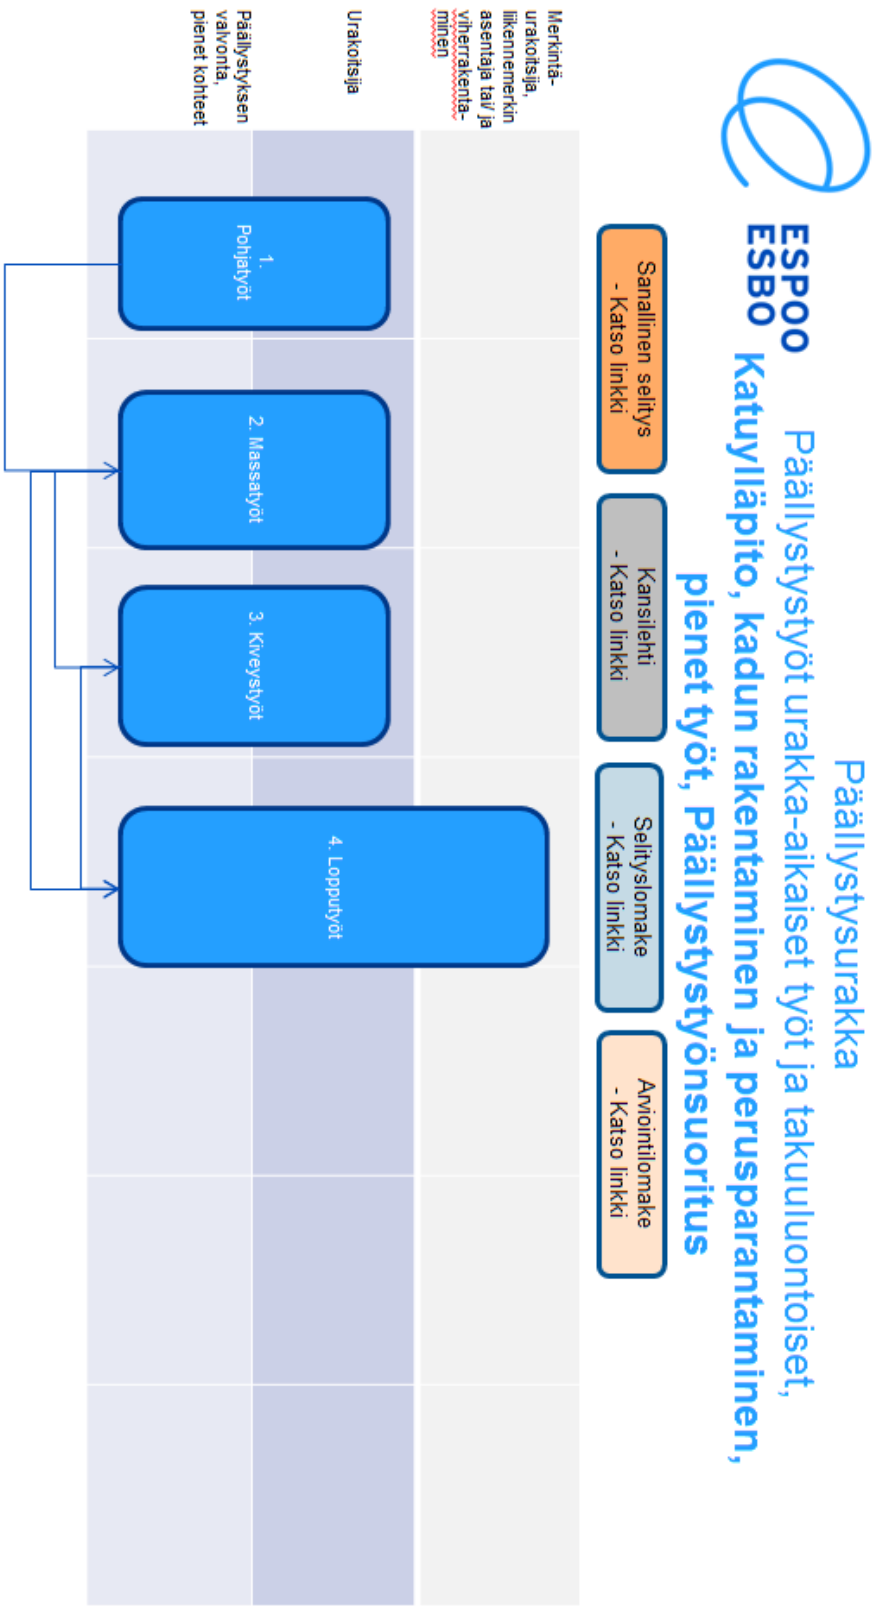 Päällystysurakka
Päällystystyöt urakka-aikaiset työt ja takuuluontoiset,
Katuylläpito, kadun rakentaminen ja perusparantaminen,
pienet työt, Päällystystyönsuoritus
ESPOO
ESBO
Sanallinen selitys
- Katso linkki
Kansilehti
- Katso linkki
Selityslomake
- Katso linkki
Arviointilomake
- Katso linkki
Merkintä-
urakoitsija,
liikennemerkin
asentaja tai/ ja
viherrakenta-
minen
Urakoitsija
Päällystyksen
valvonta,
pienet kohteet
1.
Pohjatyöt
2. Massatyöt
3. Kiveystyöt
4. Lopputyöt